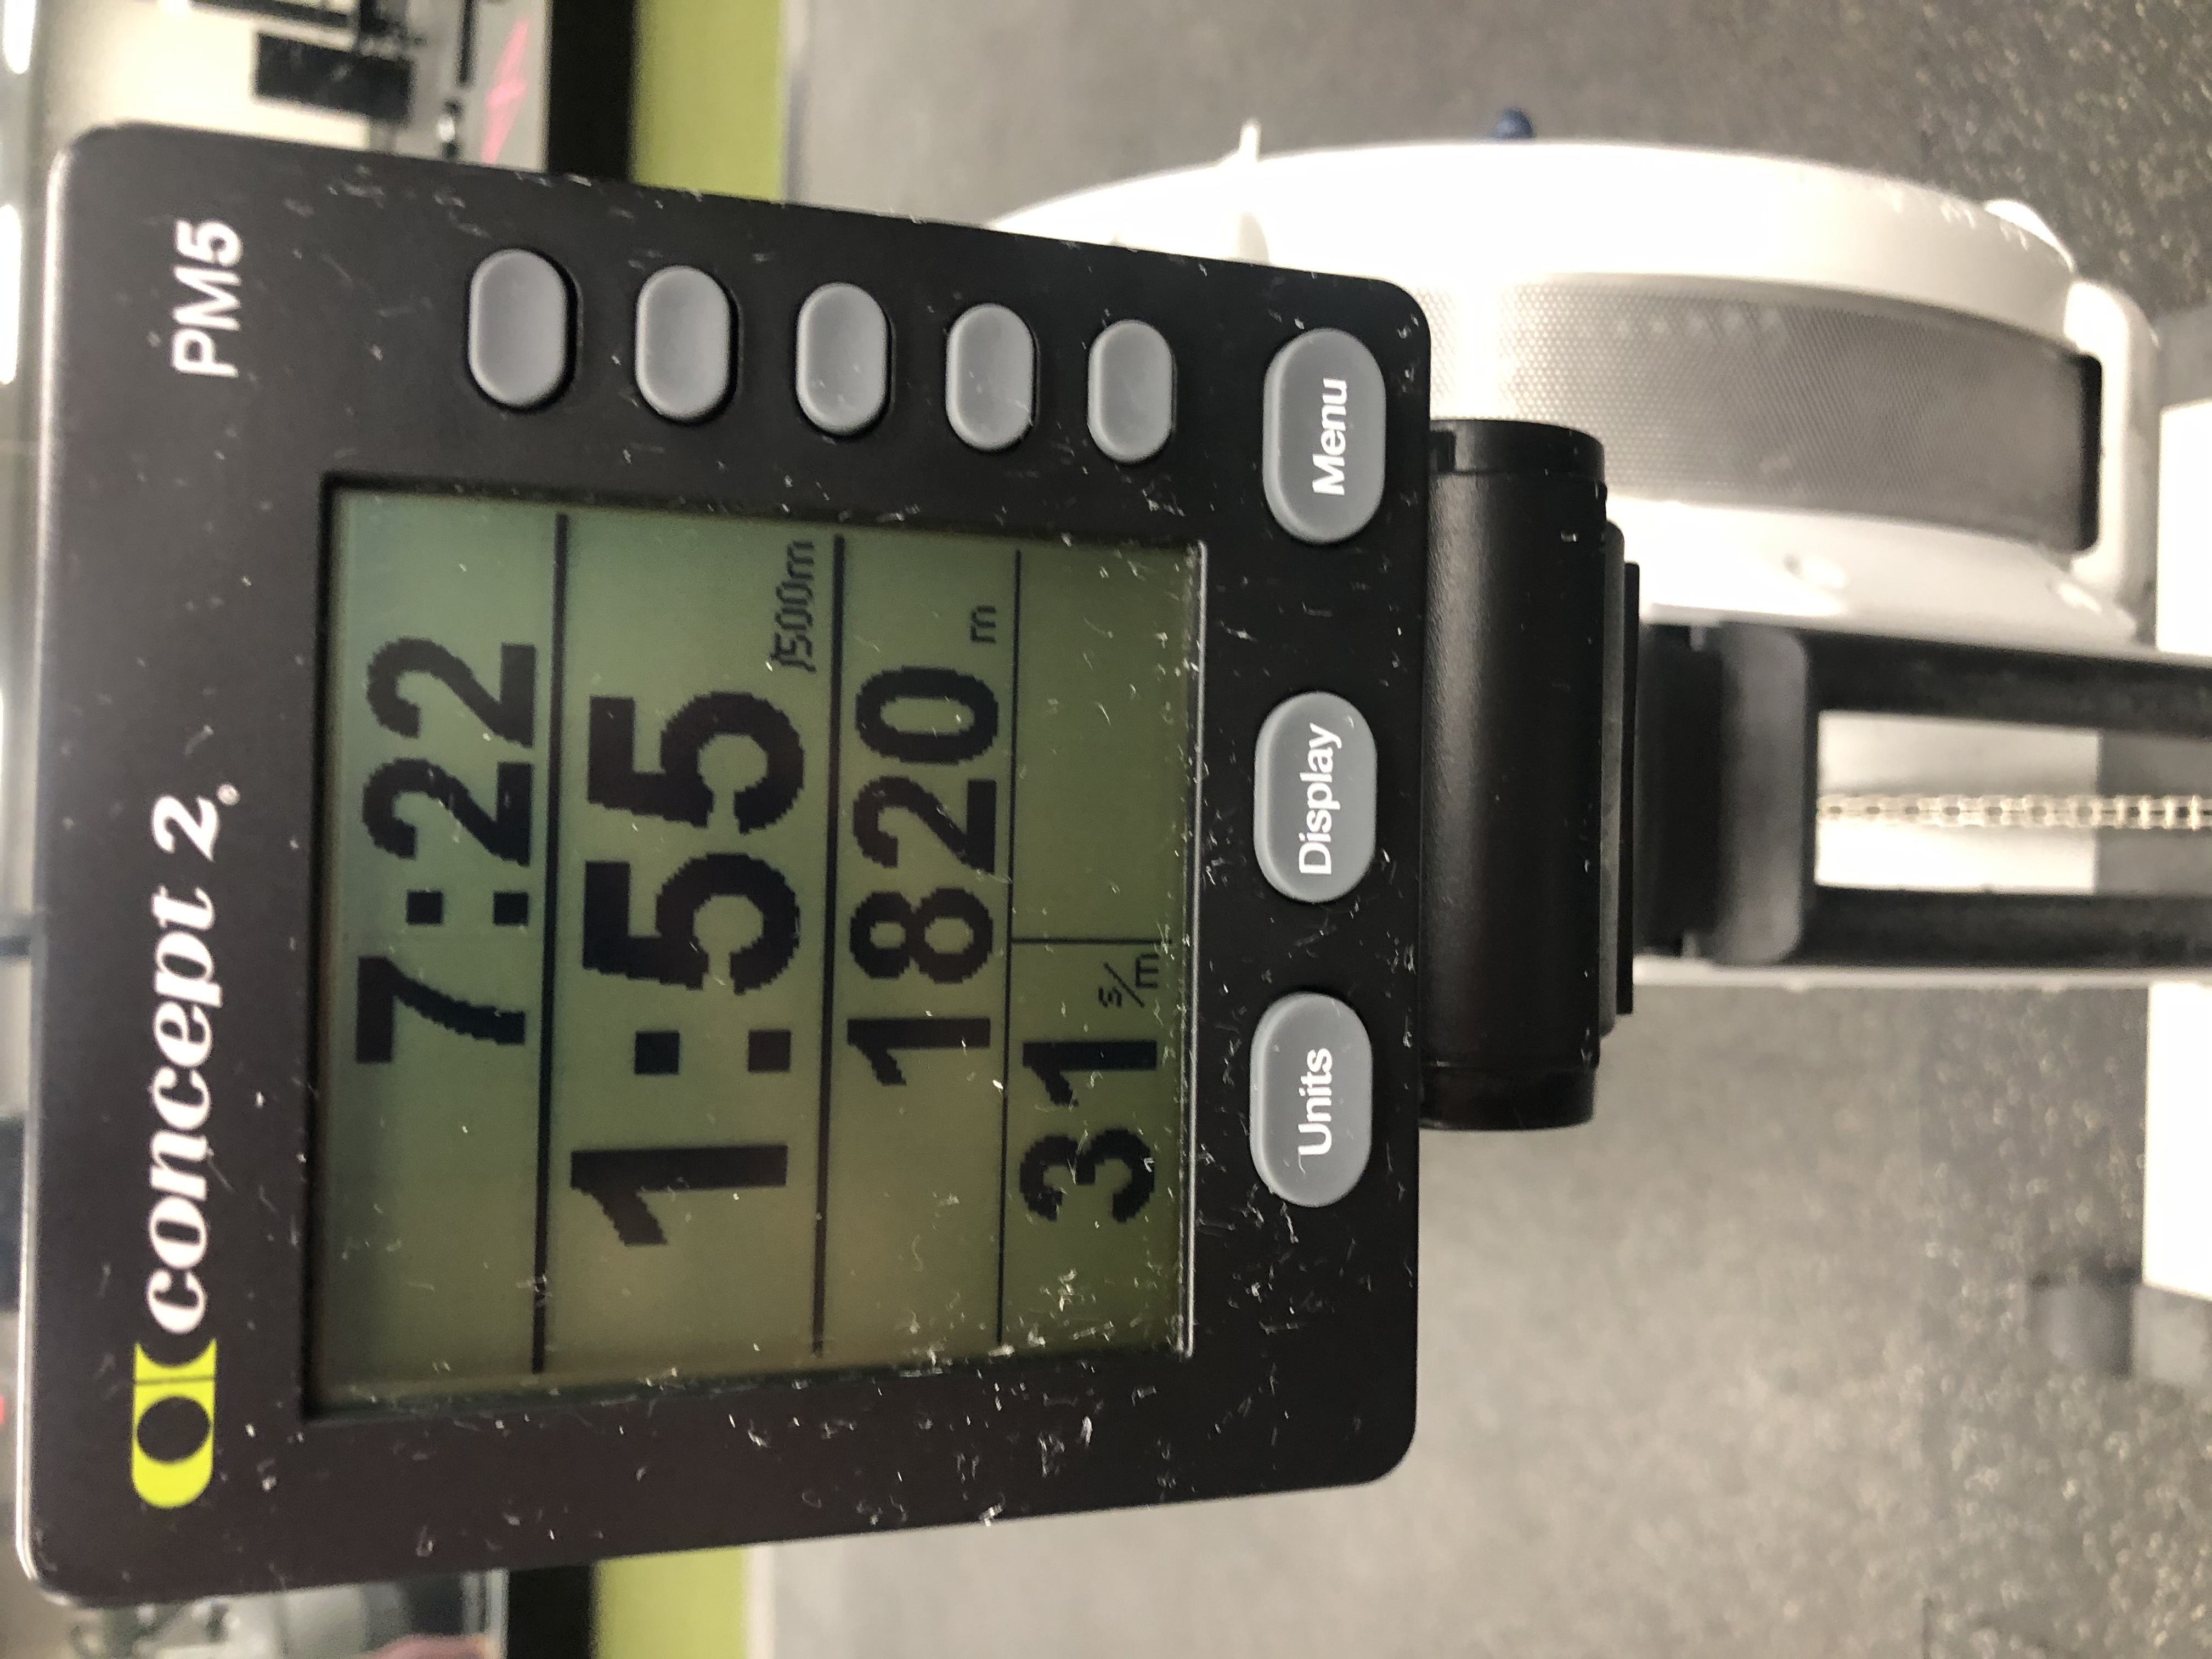 concept 2®
PM5
7:22
1:55 /500m
1820 m
31 s/m
Units Display Menu